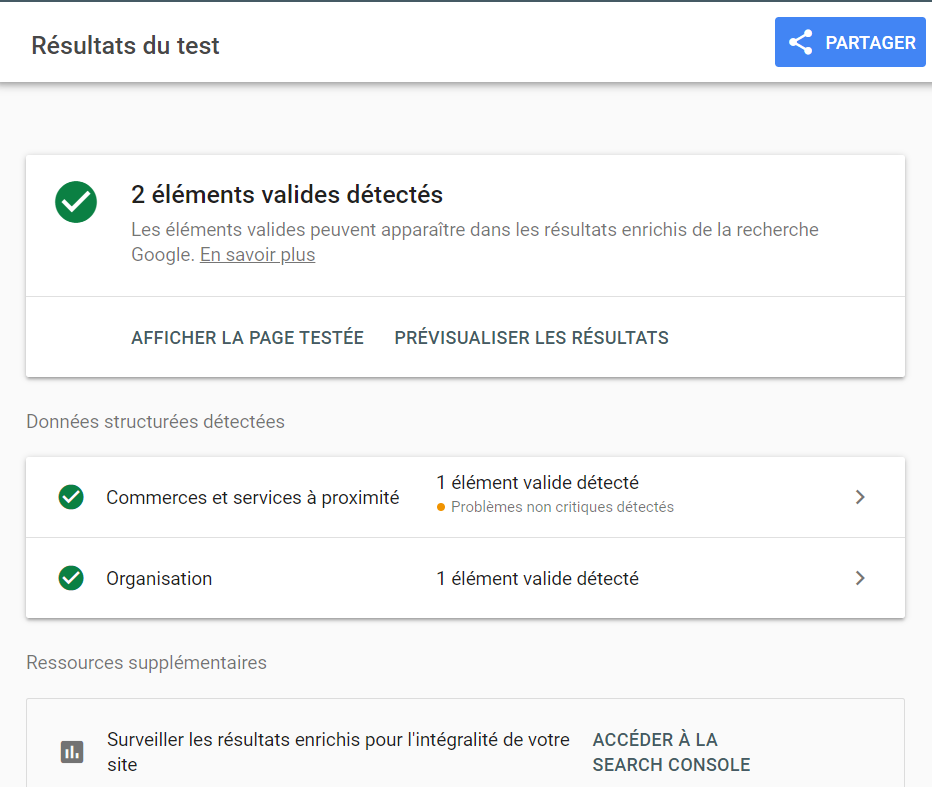 Résultats du test
PARTAGER
2 éléments valides détectés
Les éléments valides peuvent apparaître dans les résultats enrichis de la recherche
Google. En savoir plus
AFFICHER LA PAGE TESTÉE
PRÉVISUALISER LES RÉSULTATS
Données structurées détectées
Commerces et services à proximité
1 élément valide détecté
Problèmes non critiques détectés
Organisation
1 élément valide détecté
Ressources supplémentaires
Surveiller les résultats enrichis pour l'intégralité de votre
site
ACCÉDER À LA
SEARCH CONSOLE